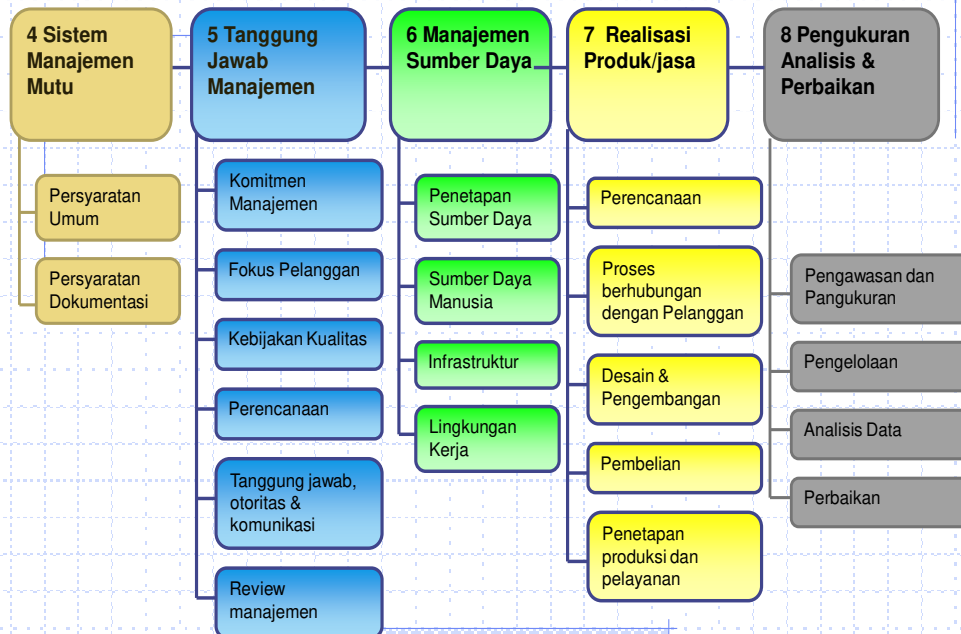 4 Sistem
Manajemen
Mutu
5 Tanggung
Jawab
Manajemen
6 Manajemen
Sumber Daya
7 Realisasi
Produk/jasa
8 Pengukuran
Analisis &
Perbaikan
Persyaratan
Umum
Persyaratan
Dokumentasi
Komitmen
Manajemen
Fokus Pelanggan
Kebijakan Kualitas
Perencanaan
Tanggung jawab,
otoritas &
komunikasi
Review
manajemen
Penetapan
Sumber Daya
Sumber Daya
Manusia
Infrastruktur
Lingkungan
Kerja
Perencanaan
Proses
berhubungan
dengan Pelanggan
Desain &
Pengembangan
Pembelian
Penetapan
produksi dan
pelayanan
Pengawasan dan
Pangukuran
Pengelolaan
Analisis Data
Perbaikan